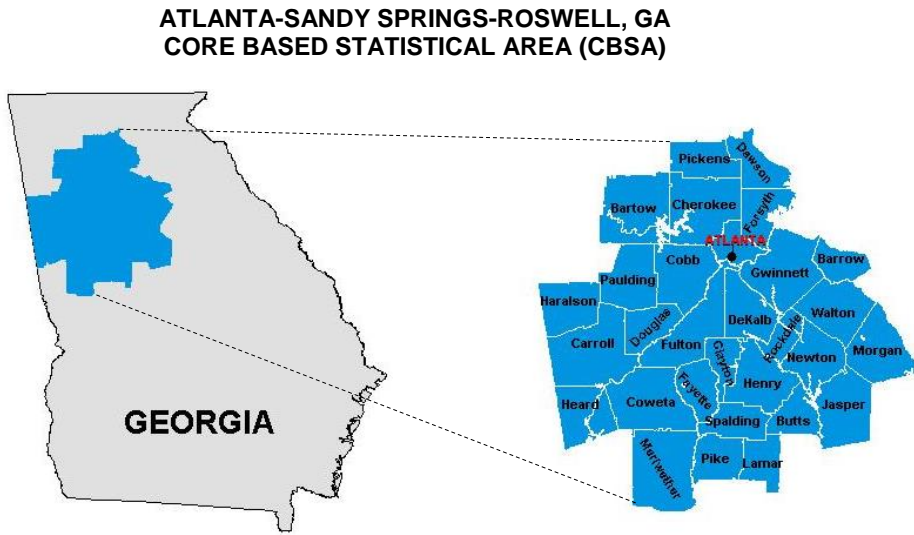 ATLANTA-SANDY SPRINGS-ROSWELL, GA
CORE BASED STATISTICAL AREA (CBSA)
GEORGIA
Pickens
Dawson
Bartow
Cherokee
Forsyth
ATLANTA
Cobb
Gwinnett
Barrow
Paulding
Haralson
Douglas
DeKalb
Rockdale
Walton
Carroll
Fulton
Clayton
Newton
Morgan
Henry
Heard
Coweta
Fayette
Spalding
Butts
Jasper
Meriwether
Pike
Lamar